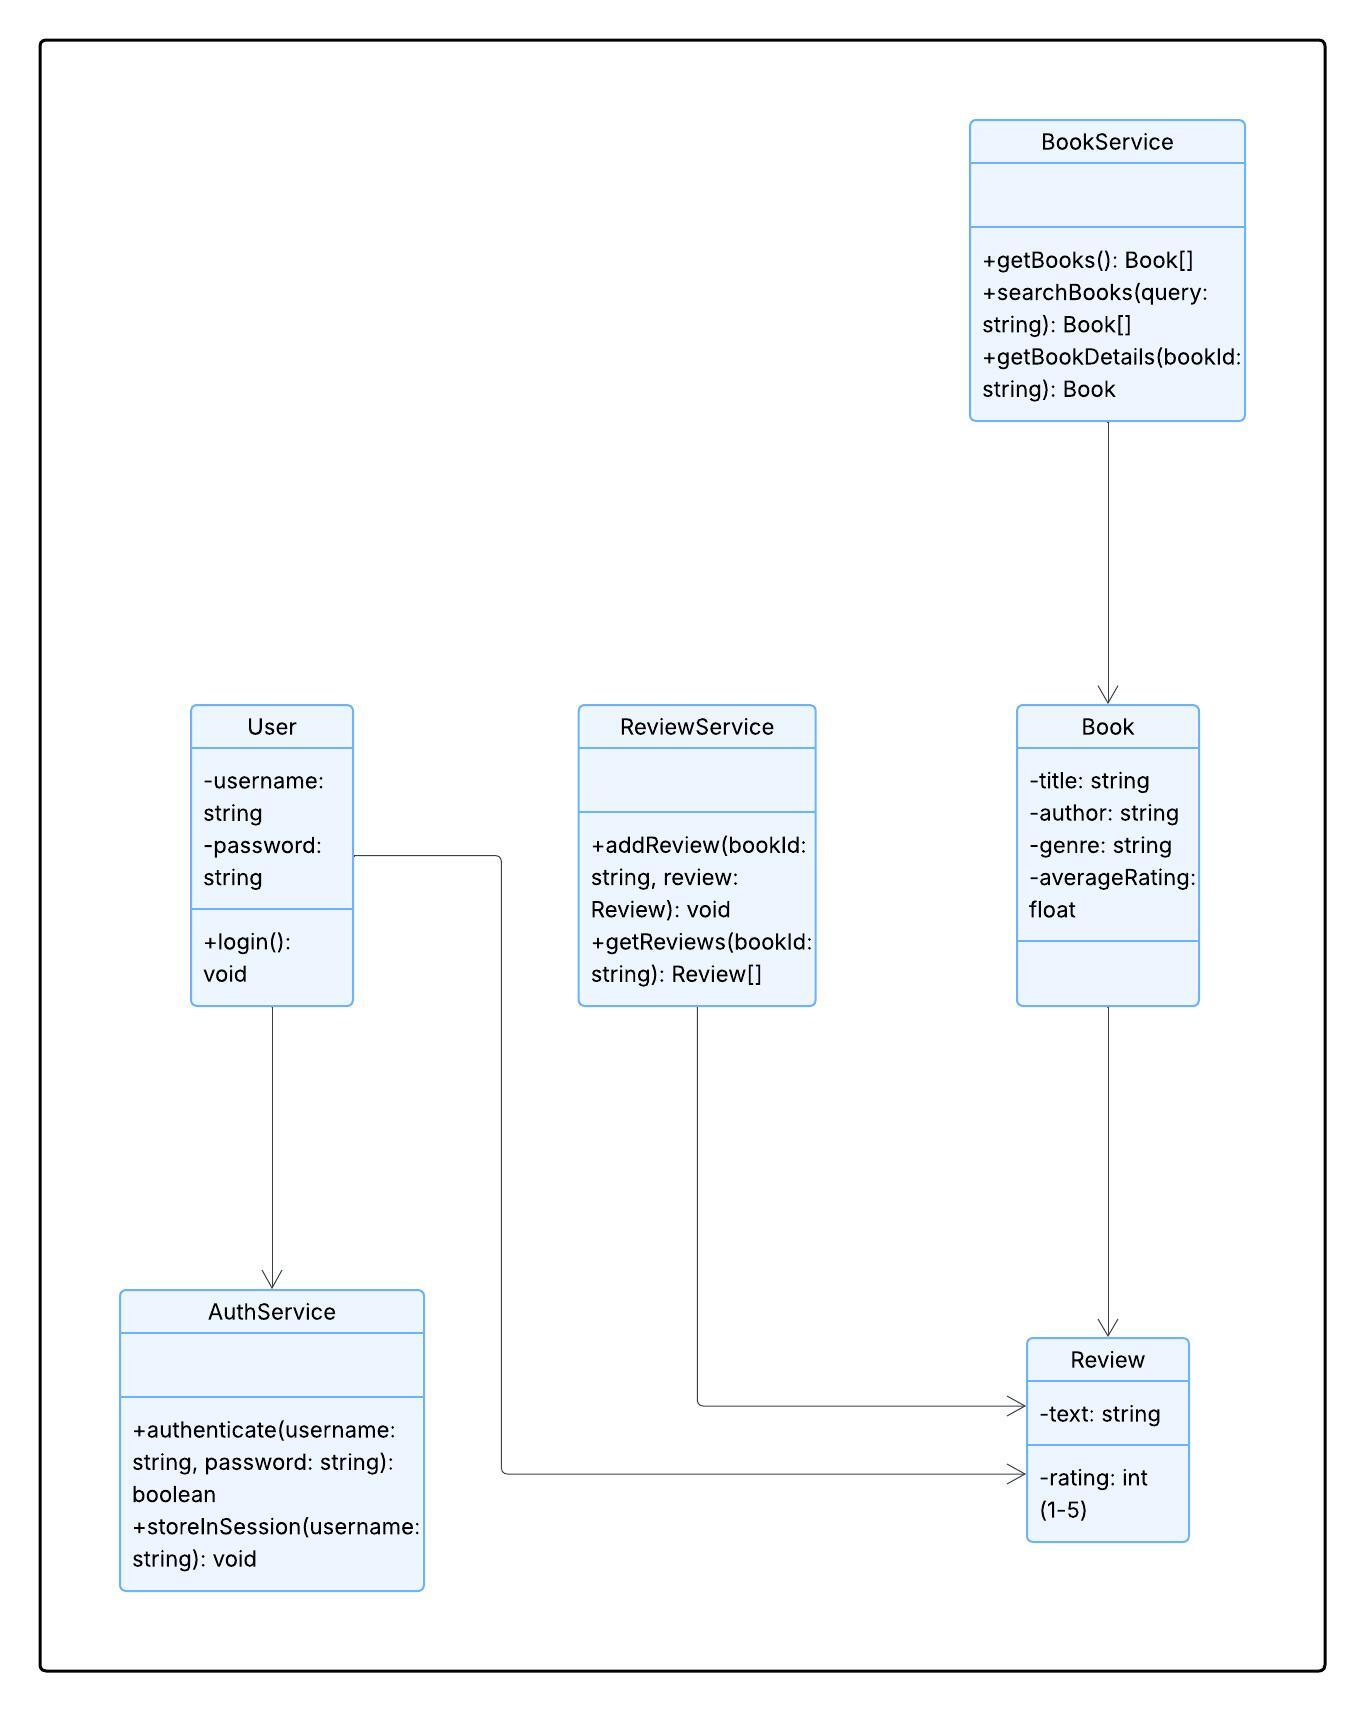 BookService
+getBooks(): Book[]
+searchBooks(query:
string): Book[]
+getBookDetails(bookId:
string): Book
User
-username:
string
-password:
string
+login():
void
ReviewService
+addReview(bookId:
string, review:
Review): void
+getReviews(bookId:
string): Review[]
Book
-title: string
-author: string
-genre: string
-averageRating:
float
AuthService
+authenticate(username:
string, password: string):
boolean
+storeInSession(username:
string): void
Review
-text: string
-rating: int
(1-5)